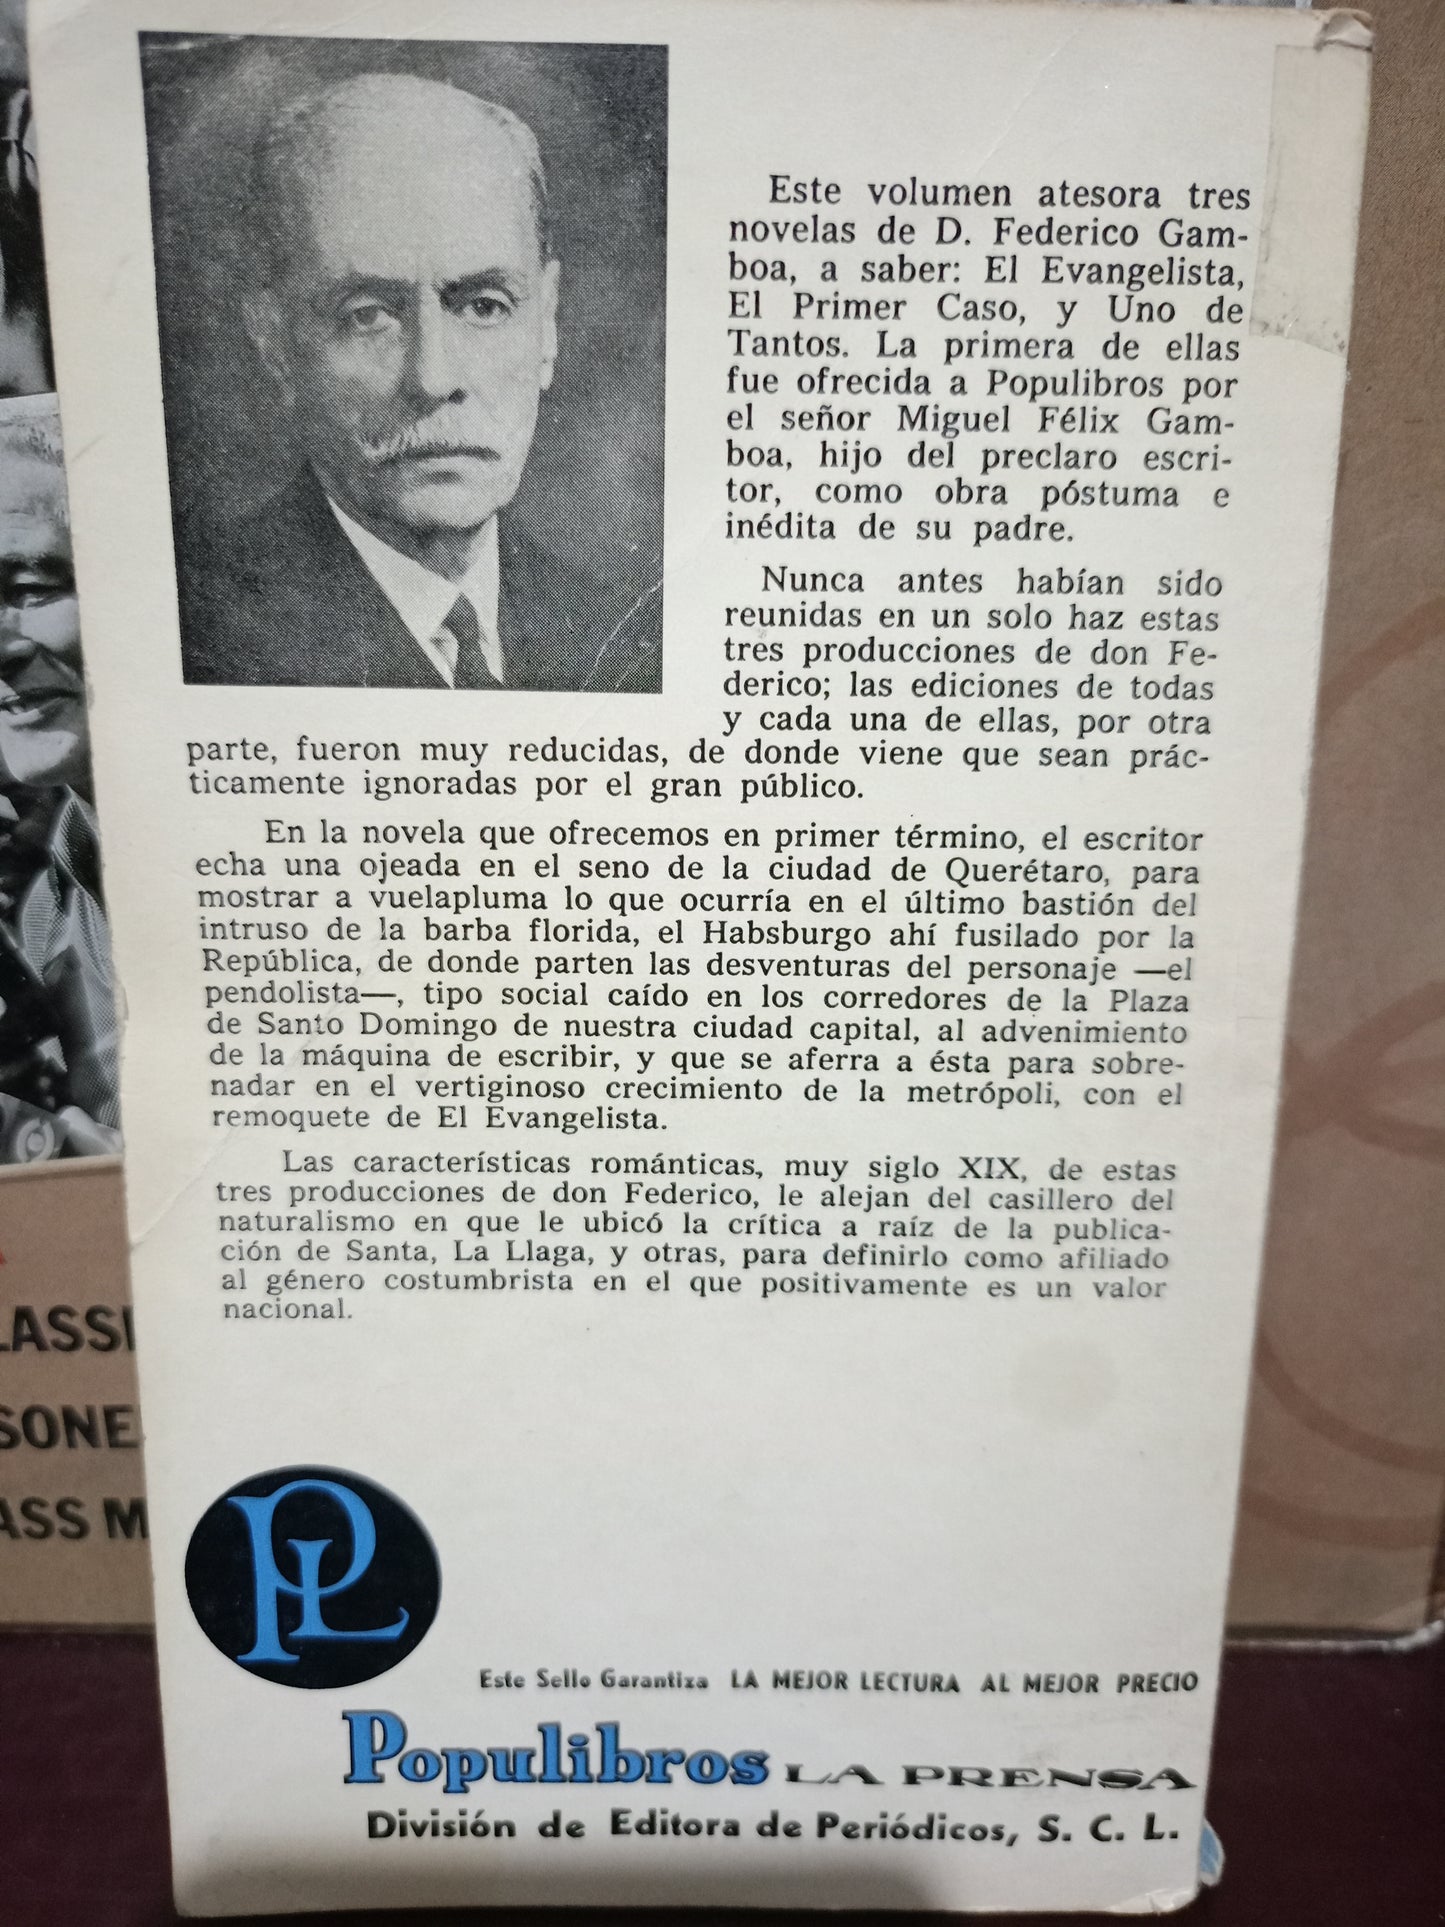 Este volumen atesora tres
novelas de D. Federico Gam-
boa, a saber: El Evangelista,
El Primer Caso, y Uno de
Tantos. La primera de ellas
fue ofrecida a Populibros por
el señor Miguel Félix Gam-
boa, hijo del preclaro escri-
tor, como obra póstuma e
inédita de su padre.
Nunca antes habían sido
reunidas en un solo haz estas
tres producciones de don Fe-
derico; las ediciones de todas
y cada una de ellas, por otra
parte, fueron muy reducidas, de donde viene que sean prác-
ticamente ignoradas por el gran público.
En la novela que ofrecemos en primer término, el escritor
echa una ojeada en el seno de la ciudad de Querétaro, para
mostrar a vuelapluma lo que ocurría en el último bastión del
intruso de la barba florida, el Habsburgo ahí fusilado por la
República, de donde parten las desventuras del personaje —el
pendolista—, tipo social caído en los corredores de la Plaza
de Santo Domingo de nuestra ciudad capital, al advenimiento
de la máquina de escribir, y que se aferra a ésta para sobre-
nadar en el vertiginoso crecimiento de la metrópoli, con el
remoquete de El Evangelista.
Las características románticas, muy siglo XIX, de estas
tres producciones de don Federico, le alejan del casillero del
naturalismo en que le ubicó la crítica a raíz de la publica-
ción de Santa, La Llaga, y otras, para definirlo como afiliado
al género costumbrista en el que positivamente es un valor
nacional.
LASSI
SONE
ASS M
PL
Este Sello Garantiza LA MEJOR LECTURA AL MEJOR PRECIO
Populibros LA PRENSA
División de Editora de Periódicos, S. C. L.